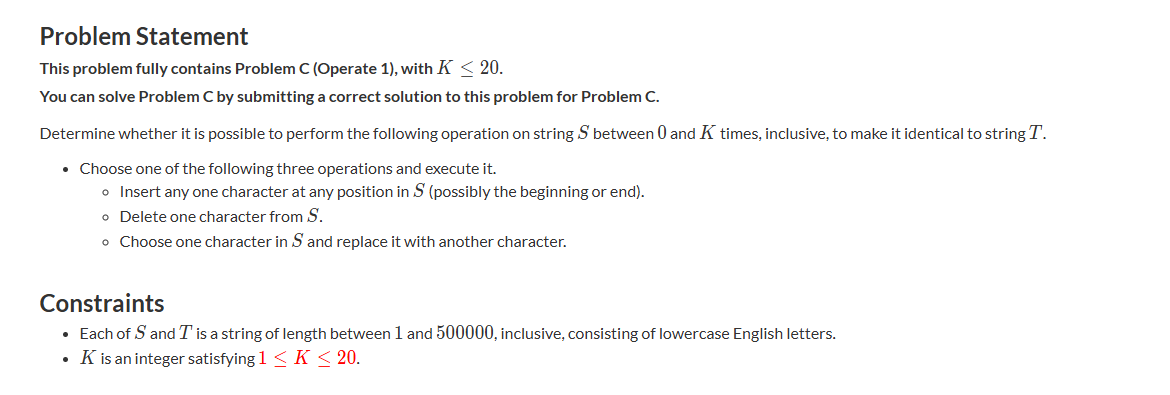 Problem Statement
This problem fully contains Problem C (Operate 1), with K ≤ 20.
You can solve Problem C by submitting a correct solution to this problem for Problem C.
Determine whether it is possible to perform the following operation on string S between 0 and K times, inclusive, to make it identical to string T.
• Choose one of the following three operations and execute it.
◦ Insert any one character at any position in S (possibly the beginning or end).
◦ Delete one character from S.
◦ Choose one character in S and replace it with another character.
Constraints
• Each of S and T is a string of length between 1 and 500000, inclusive, consisting of lowercase English letters.
• K is an integer satisfying 1 ≤ K ≤ 20.